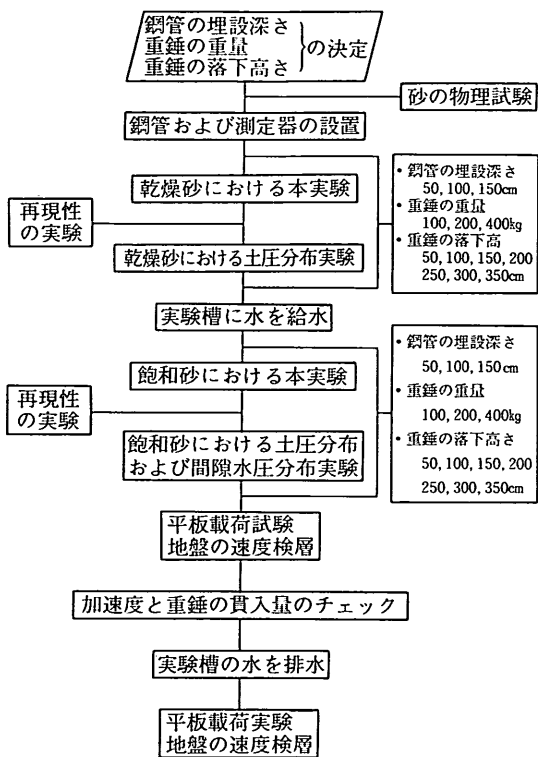 鋼管の埋設深さ
重錘の重量
重錘の落下高さ
の決定
砂の物理試験
鋼管および測定器の設置
乾燥砂における本実験
再現性
の実験
乾燥砂における土圧分布実験
・鋼管の埋設深さ
50, 100, 150cm
・重錘の重量
100, 200, 400kg
・重錘の落下高
50, 100, 150, 200
250, 300, 350cm
実験槽に水を給水
飽和砂における本実験
再現性
の実験
飽和砂における土圧分布
および間隙水圧分布実験
・鋼管の埋設深さ
50, 100, 150cm
・重錘の重量
100, 200, 400kg
・重錘の落下高さ
50, 100, 150, 200
250, 300, 350cm
平板載荷試験
地盤の速度検層
加速度と重錘の貫入量のチェック
実験槽の水を排水
平板載荷実験
地盤の速度検層